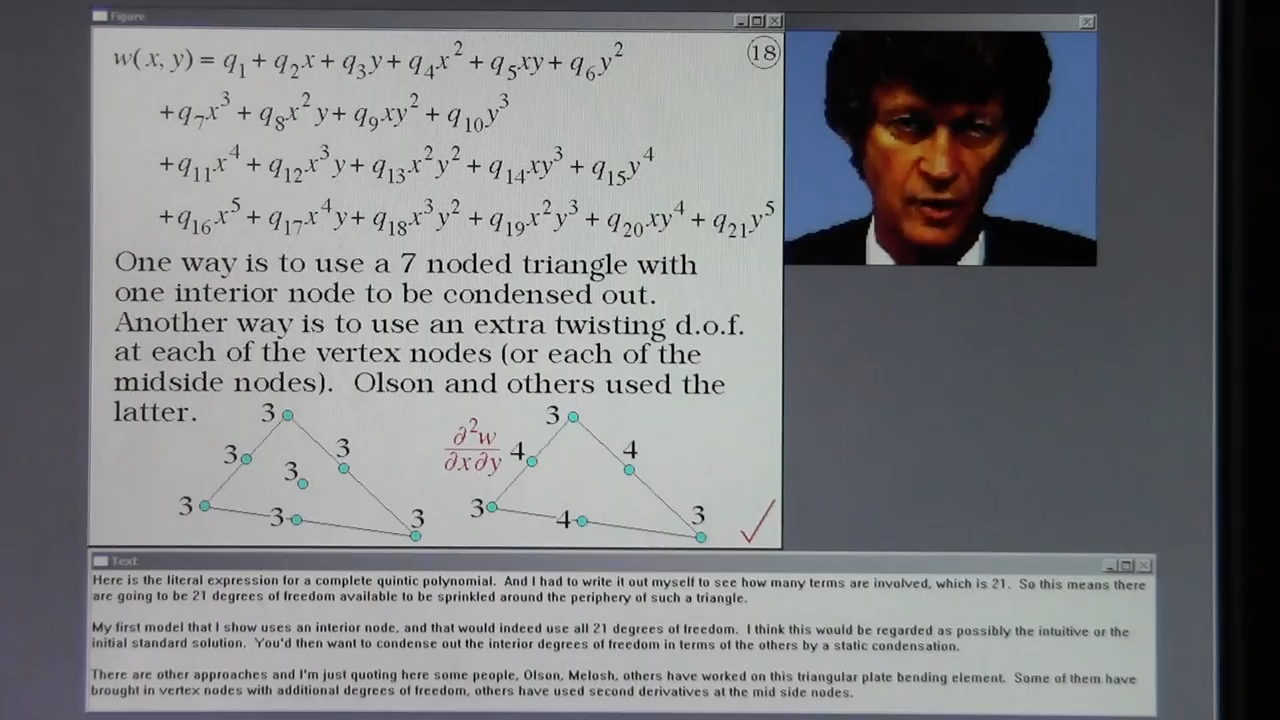 Figure
w(x, y) = q₁ + q₂x + q₃y + q₄x² + q₅xy + q₆y²
18
+q₇x³ + q₈x²y + q₉xy² + q₁₀y³
+q₁₁x⁴ + q₁₂x³y + q₁₃x²y² + q₁₄xy³ + q₁₅y⁴
+q₁₆x⁵ + q₁₇x⁴y + q₁₈x³y² + q₁₉x²y³ + q₂₀xy⁴ + q₂₁y⁵
One way is to use a 7 noded triangle with
one interior node to be condensed out.
Another way is to use an extra twisting d.o.f.
at each of the vertex nodes (or each of the
midside nodes). Olson and others used the
latter.
3
3
3
3
3
3
3
∂²w
∂x∂y
3
4
4
3
4
3
Text
Here is the literal expression for a complete quintic polynomial. And I had to write it out myself to see how many terms are involved, which is 21. So this means there
are going to be 21 degrees of freedom available to be sprinkled around the periphery of such a triangle.
My first model that I show uses an interior node, and that would indeed use all 21 degrees of freedom. I think this would be regarded as possibly the intuitive or the
initial standard solution. You'd then want to condense out the interior degrees of freedom in terms of the others by a static condensation.
There are other approaches and I'm just quoting here some people, Olson, Melosh, others have worked on this triangular plate bending element. Some of them have
brought in vertex nodes with additional degrees of freedom, others have used second derivatives at the mid side nodes.